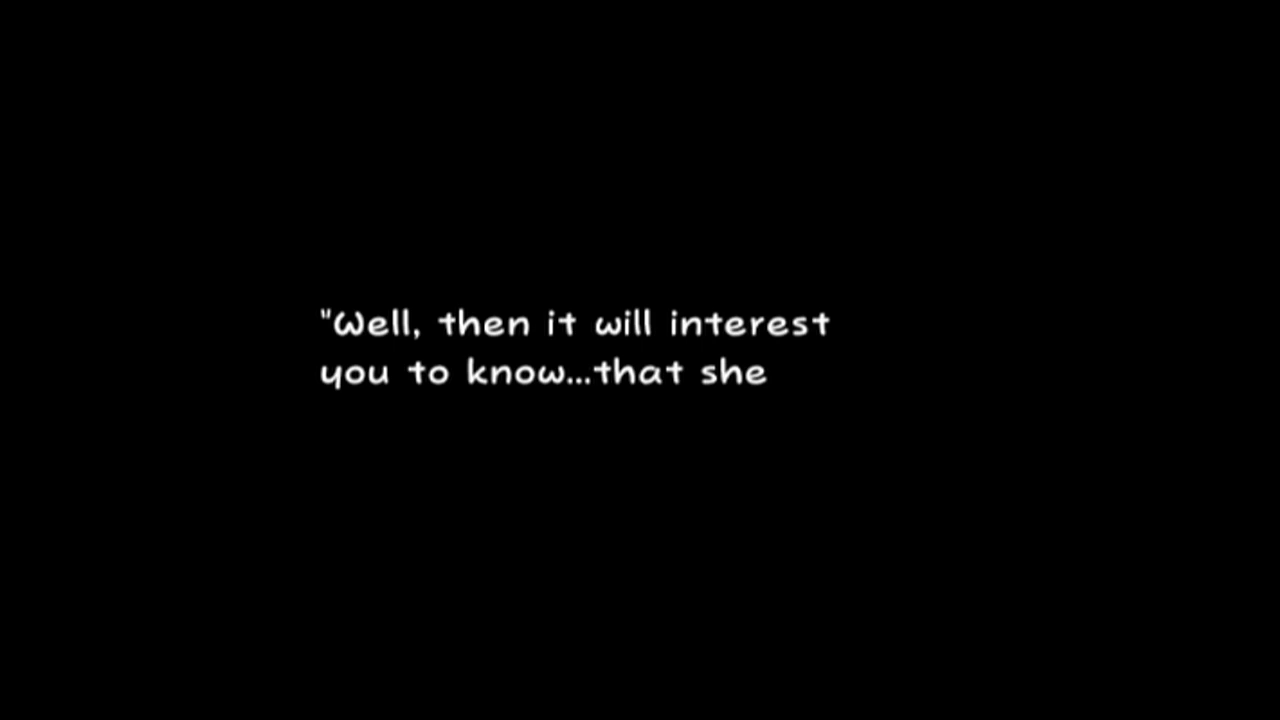 "Well, then it will interest
you to know...that she